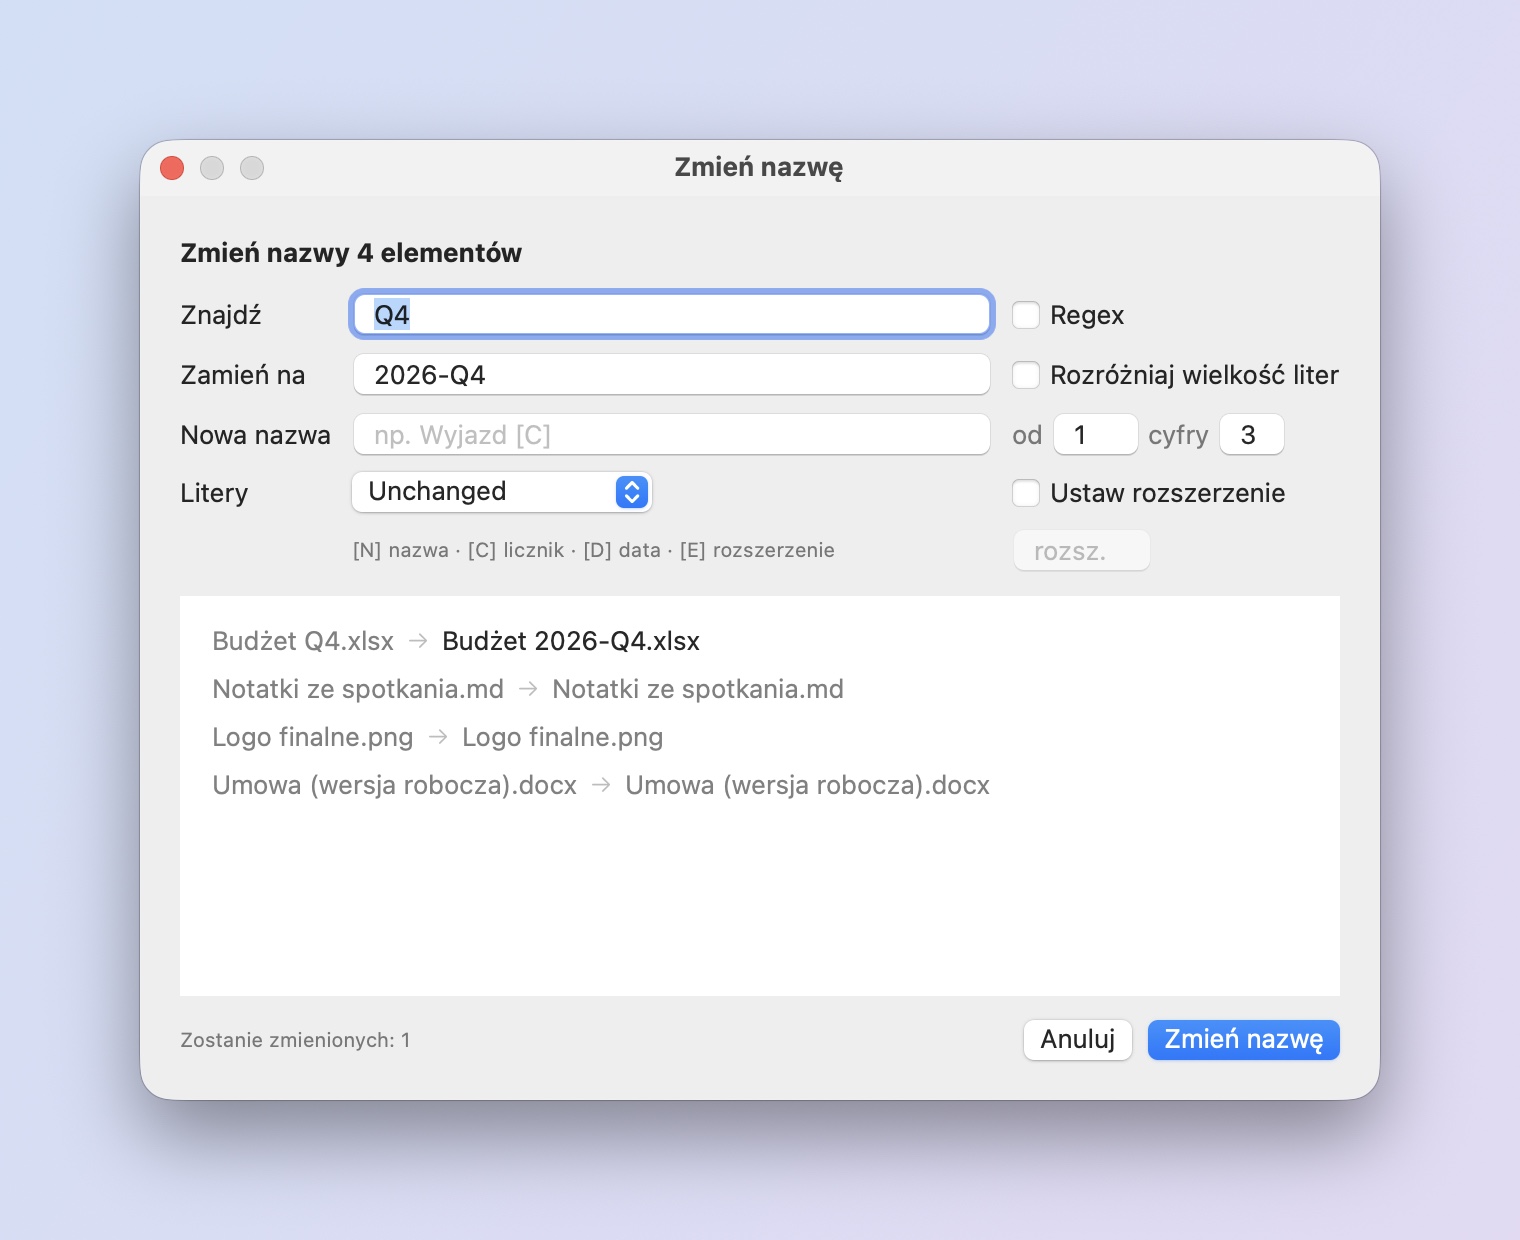 Zmień nazwę
Zmień nazwy 4 elementów
Znajdź Q4 Regex
Zamień na 2026-Q4 Rozróżniaj wielkość liter
Nowa nazwa np. Wyjazd [C] od 1 cyfry 3
Litery Unchanged Ustaw rozszerzenie
[N] nazwa · [C] licznik · [D] data · [E] rozszerzenie rozsz.
Budżet Q4.xlsx → Budżet 2026-Q4.xlsx
Notatki ze spotkania.md → Notatki ze spotkania.md
Logo finalne.png → Logo finalne.png
Umowa (wersja robocza).docx → Umowa (wersja robocza).docx
Zostanie zmienionych: 1 Anuluj Zmień nazwę